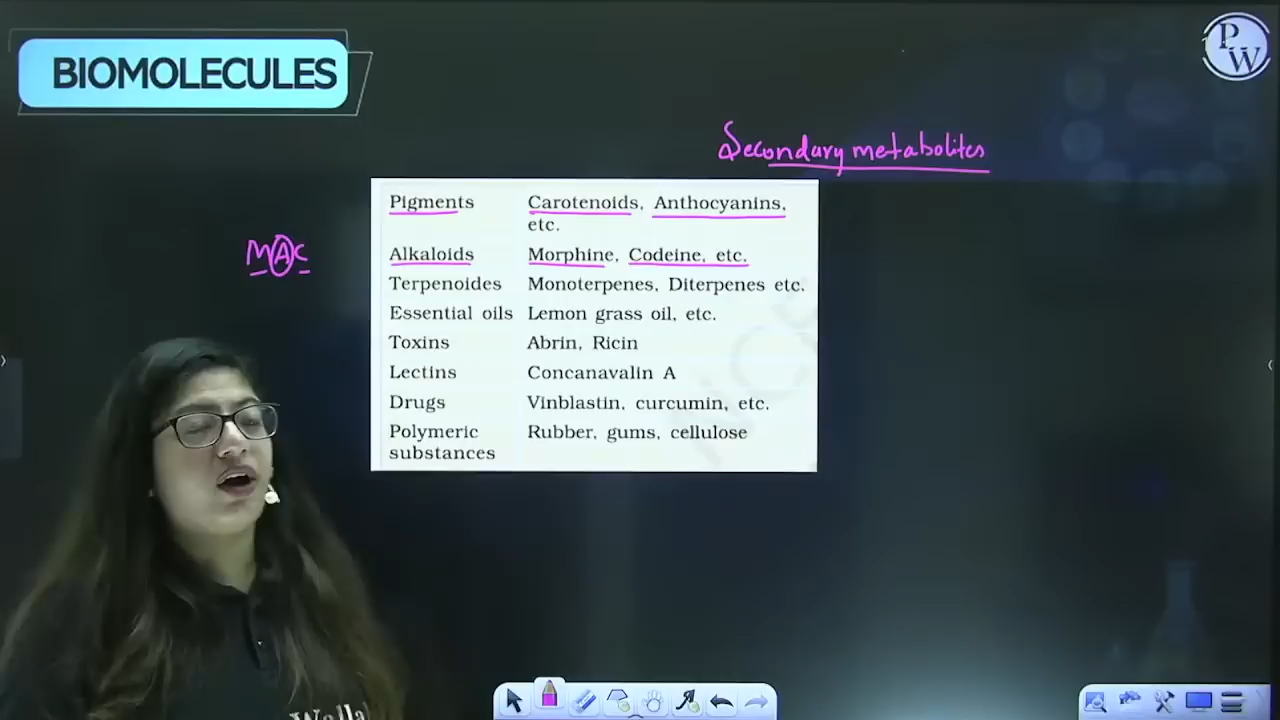 BIOMOLECULES
PW
Secondary metabolites
Pigments Carotenoids, Anthocyanins,
etc.
MAC
Alkaloids Morphine, Codeine, etc.
Terpenoides Monoterpenes, Diterpenes etc.
Essential oils Lemon grass oil, etc.
Toxins Abrin, Ricin
Lectins Concanavalin A
Drugs Vinblastin, curcumin, etc.
Polymeric Rubber, gums, cellulose
substances